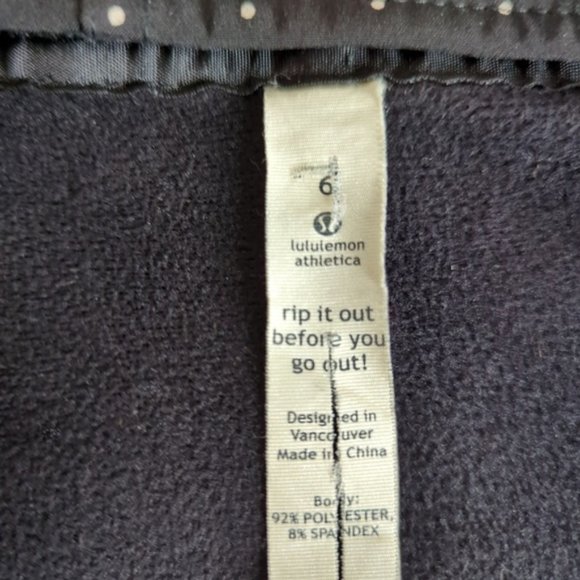 6
lululemon
athletica
rip it out
before you
go out!
Designed in
Vancouver
Made in China
Body:
92% POLYESTER,
8% SPANDEX